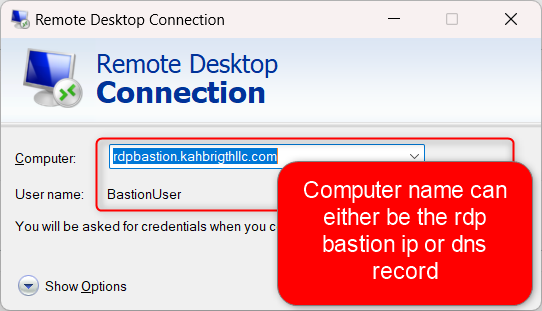 Remote Desktop Connection
Remote Desktop
Connection
Computer:
rdpbastion.kahbrigthllc.com
User name:
BastionUser
You will be asked for credentials when you c
Show Options
Computer name can
either be the rdp
bastion ip or dns
record